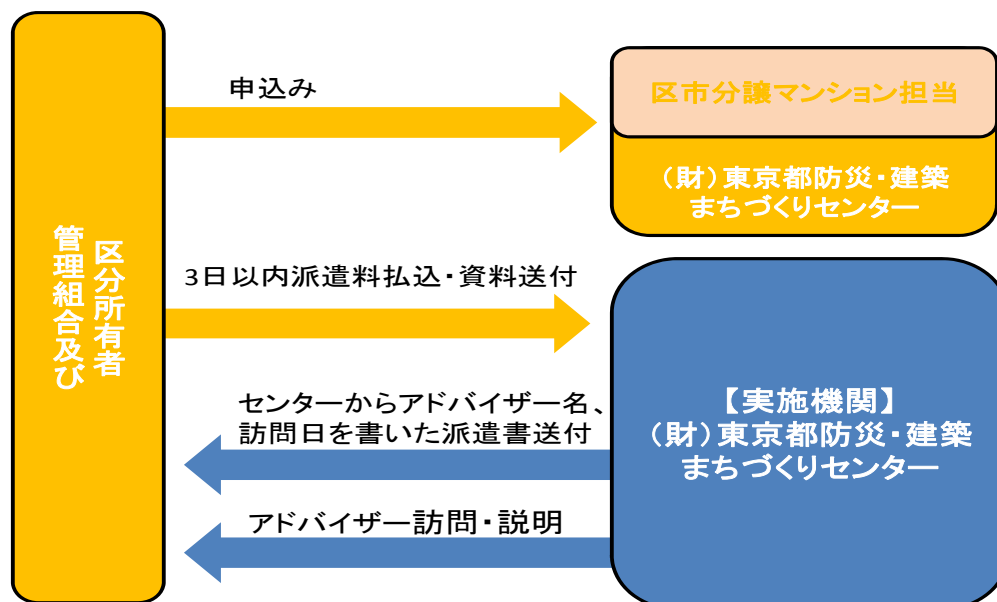 管理組合及び
区分所有者
申込み
区市分譲マンション担当
（財）東京都防災・建築
まちづくりセンター
3日以内派遣料払込・資料送付
センターからアドバイザー名、
訪問日を書いた派遣書送付
アドバイザー訪問・説明
【実施機関】
（財）東京都防災・建築
まちづくりセンター